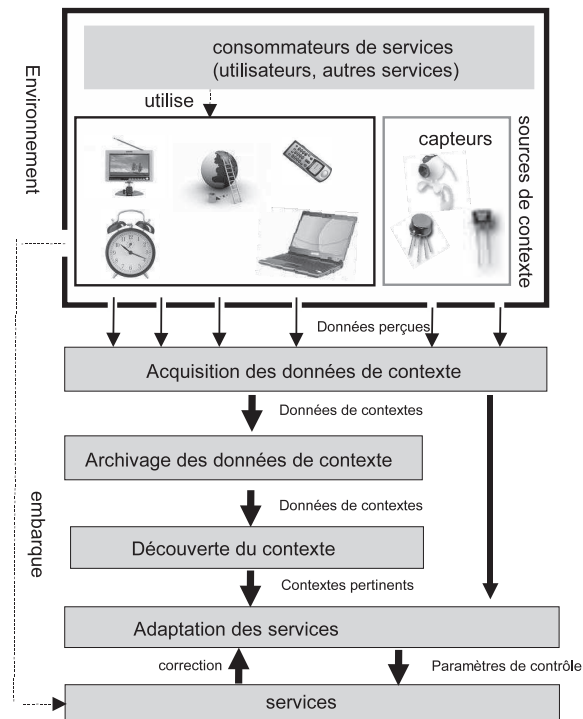 consommateurs de services
(utilisateurs, autres services)
utilise
Environnement
capteurs
sources de contexte
Données perçues
Acquisition des données de contexte
Données de contextes
Archivage des données de contexte
Données de contextes
Découverte du contexte
embarque
Contextes pertinents
Adaptation des services
correction
Paramètres de contrôle
services